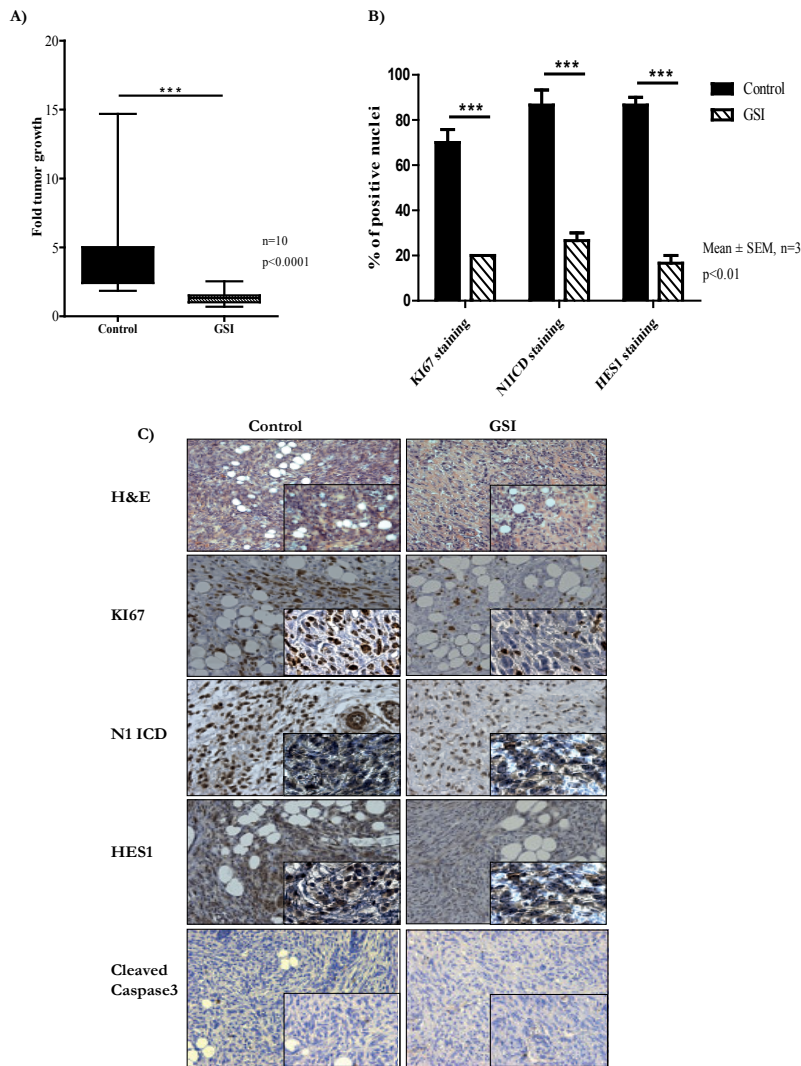 A)
Fold tumor growth
20
15
10
5
0
***
n=10
p<0.0001
Control
GSI
B)
% of positive nuclei
100
80
60
40
20
0
***
***
***
Control
GSI
Mean ± SEM, n=3
p<0.01
KI67 staining
N1ICD staining
HES1 staining
C)
Control
GSI
H&E
KI67
N1 ICD
HES1
Cleaved
Caspase3